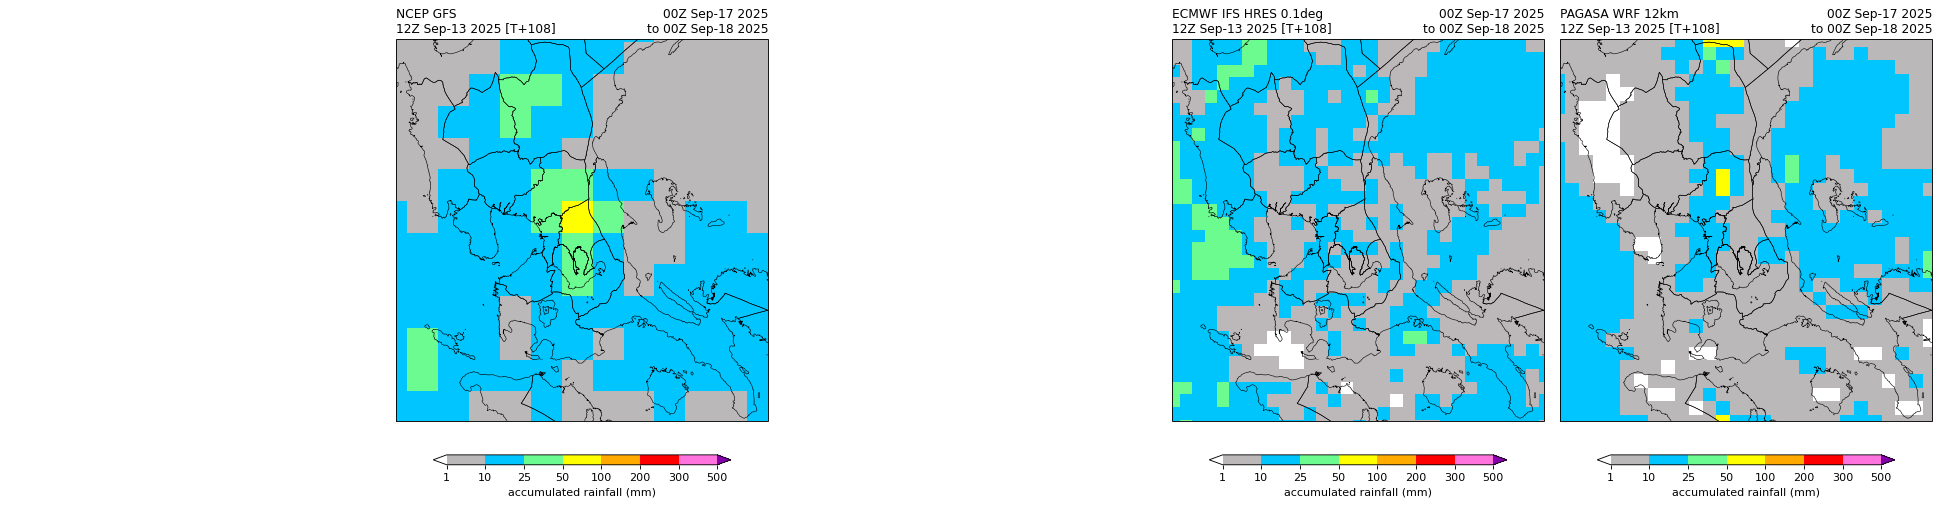 NCEP GFS 00Z Sep-17 2025
12Z Sep-13 2025 [T+108] to 00Z Sep-18 2025
1 10 25 50 100 200 300 500
accumulated rainfall (mm)
ECMWF IFS HRES 0.1deg 00Z Sep-17 2025
12Z Sep-13 2025 [T+108] to 00Z Sep-18 2025
1 10 25 50 100 200 300 500
accumulated rainfall (mm)
PAGASA WRF 12km 00Z Sep-17 2025
12Z Sep-13 2025 [T+108] to 00Z Sep-18 2025
1 10 25 50 100 200 300 500
accumulated rainfall (mm)